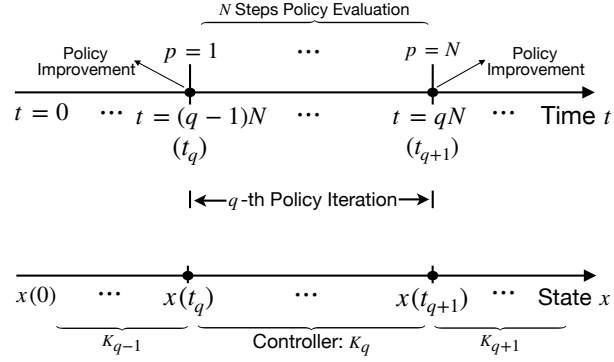 N Steps Policy Evaluation
Policy Improvement
p = 1
⋯
p = N
Policy Improvement
t = 0 ⋯ t = (q − 1)N ⋯ t = qN ⋯ Time t
(t_q) (t_{q+1})
q-th Policy Iteration
x(0) ⋯ x(t_q) ⋯ x(t_{q+1}) ⋯ State x
K_{q−1} Controller: K_q K_{q+1}